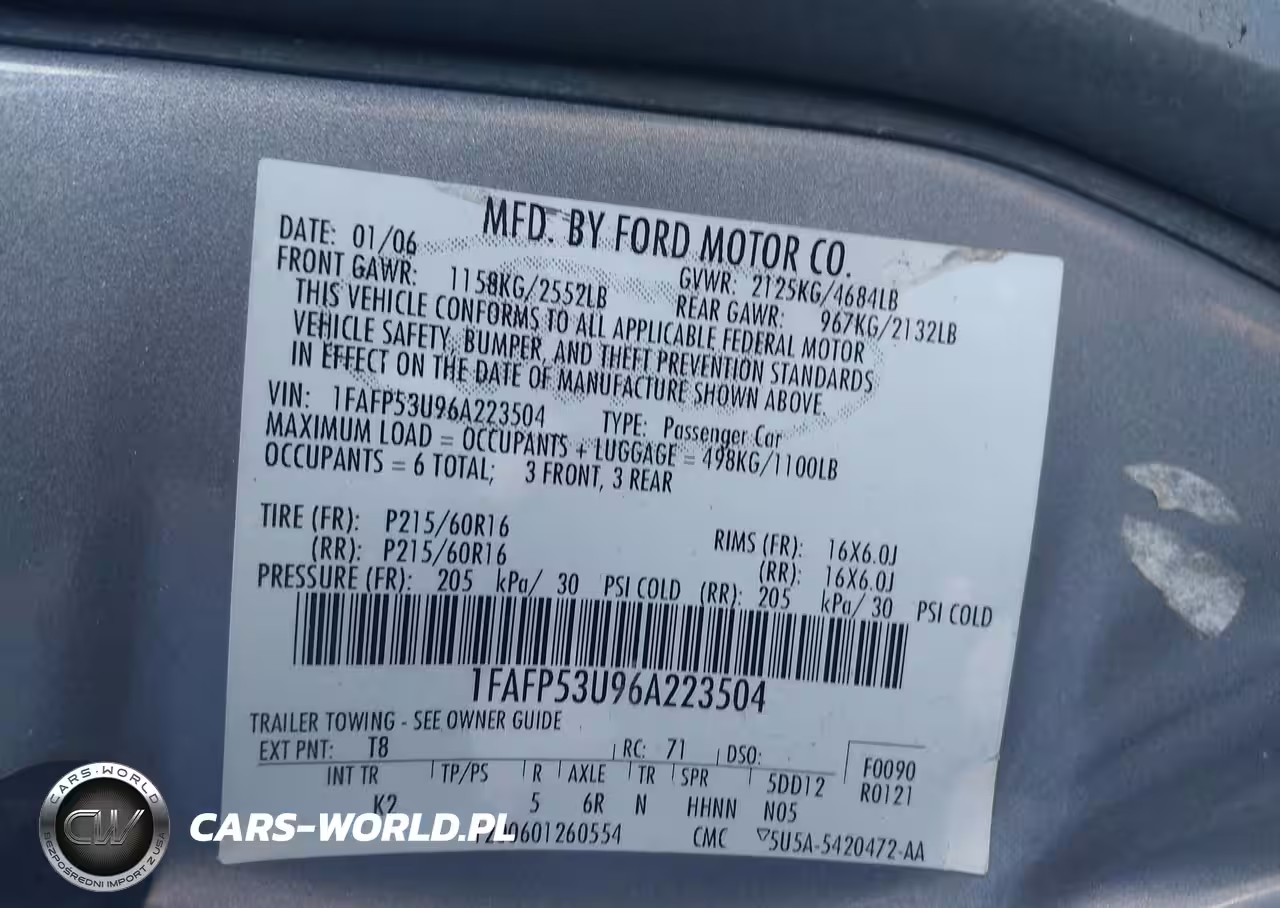 MFD. BY FORD MOTOR CO.
DATE: 01/06
GVWR: 2125KG/4684LB
FRONT GAWR: 1158KG/2552LB
REAR GAWR: 967KG/2132LB
THIS VEHICLE CONFORMS TO ALL APPLICABLE FEDERAL MOTOR
VEHICLE SAFETY, BUMPER, AND THEFT PREVENTION STANDARDS
IN EFFECT ON THE DATE OF MANUFACTURE SHOWN ABOVE.
VIN: 1FAFP53U96A223504 TYPE: Passenger Car
MAXIMUM LOAD = OCCUPANTS + LUGGAGE = 498KG/1100LB
OCCUPANTS = 6 TOTAL; 3 FRONT, 3 REAR
TIRE (FR): P215/60R16 RIMS (FR): 16X6.0J
(RR): P215/60R16 (RR): 16X6.0J
PRESSURE (FR): 205 kPa/ 30 PSI COLD (RR): 205 kPa/ 30 PSI COLD
1FAFP53U96A223504
TRAILER TOWING - SEE OWNER GUIDE
EXT PNT: T8 RC: 71 DSO:
F0090
R0121
INT TR TP/PS R AXLE TR SPR 5DD12
K2 5 6R N HHNN N05
CMC ▽5U5A-5420472-AA
CARS-WORLD
CW
BEZPOŚREDNI IMPORT Z USA
CARS-WORLD.PL